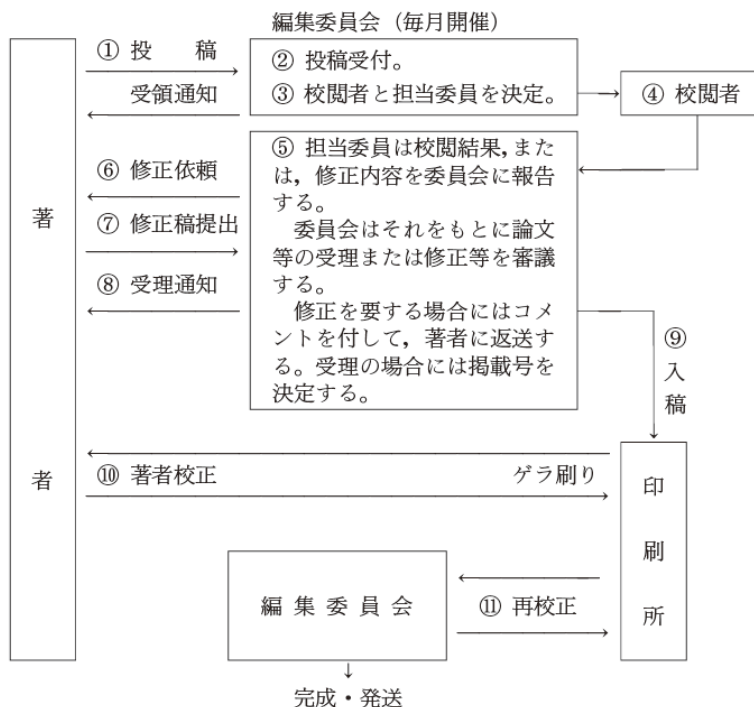 編集委員会（毎月開催）
① 投　　稿
受領通知
② 投稿受付。
③ 校閲者と担当委員を決定。
④ 校閲者
⑤ 担当委員は校閲結果，また
は，修正内容を委員会に報告
する。
　委員会はそれをもとに論文
等の受理または修正等を審議
する。
　修正を要する場合にはコメ
ントを付して，著者に返送す
る。受理の場合には掲載号を
決定する。
⑥ 修正依頼
⑦ 修正稿提出
⑧ 受理通知
⑨入稿
著者
⑩ 著者校正
ゲラ刷り
印刷所
編集委員会
⑪ 再校正
完成・発送